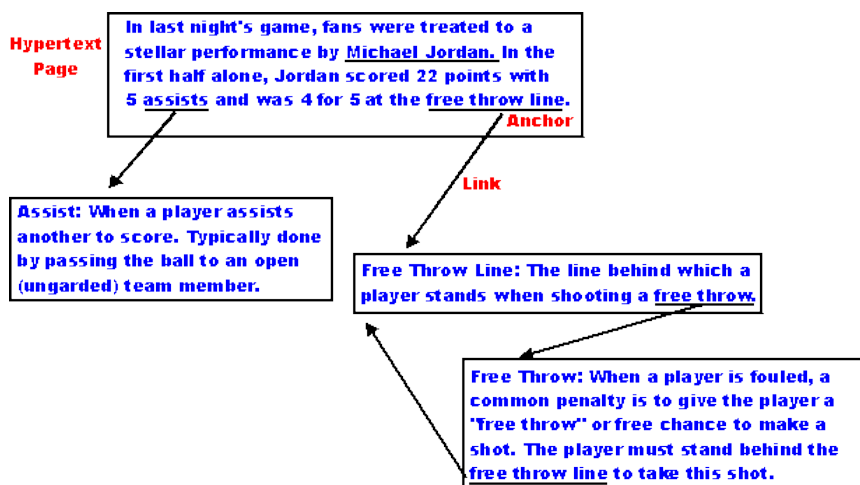 Hypertext
Page
In last night's game, fans were treated to a
stellar performance by Michael Jordan. In the
first half alone, Jordan scored 22 points with
5 assists and was 4 for 5 at the free throw line.
Anchor
Link
Assist: When a player assists
another to score. Typically done
by passing the ball to an open
(ungarded) team member.
Free Throw Line: The line behind which a
player stands when shooting a free throw.
Free Throw: When a player is fouled, a
common penalty is to give the player a
"free throw" or free chance to make a
shot. The player must stand behind the
free throw line to take this shot.